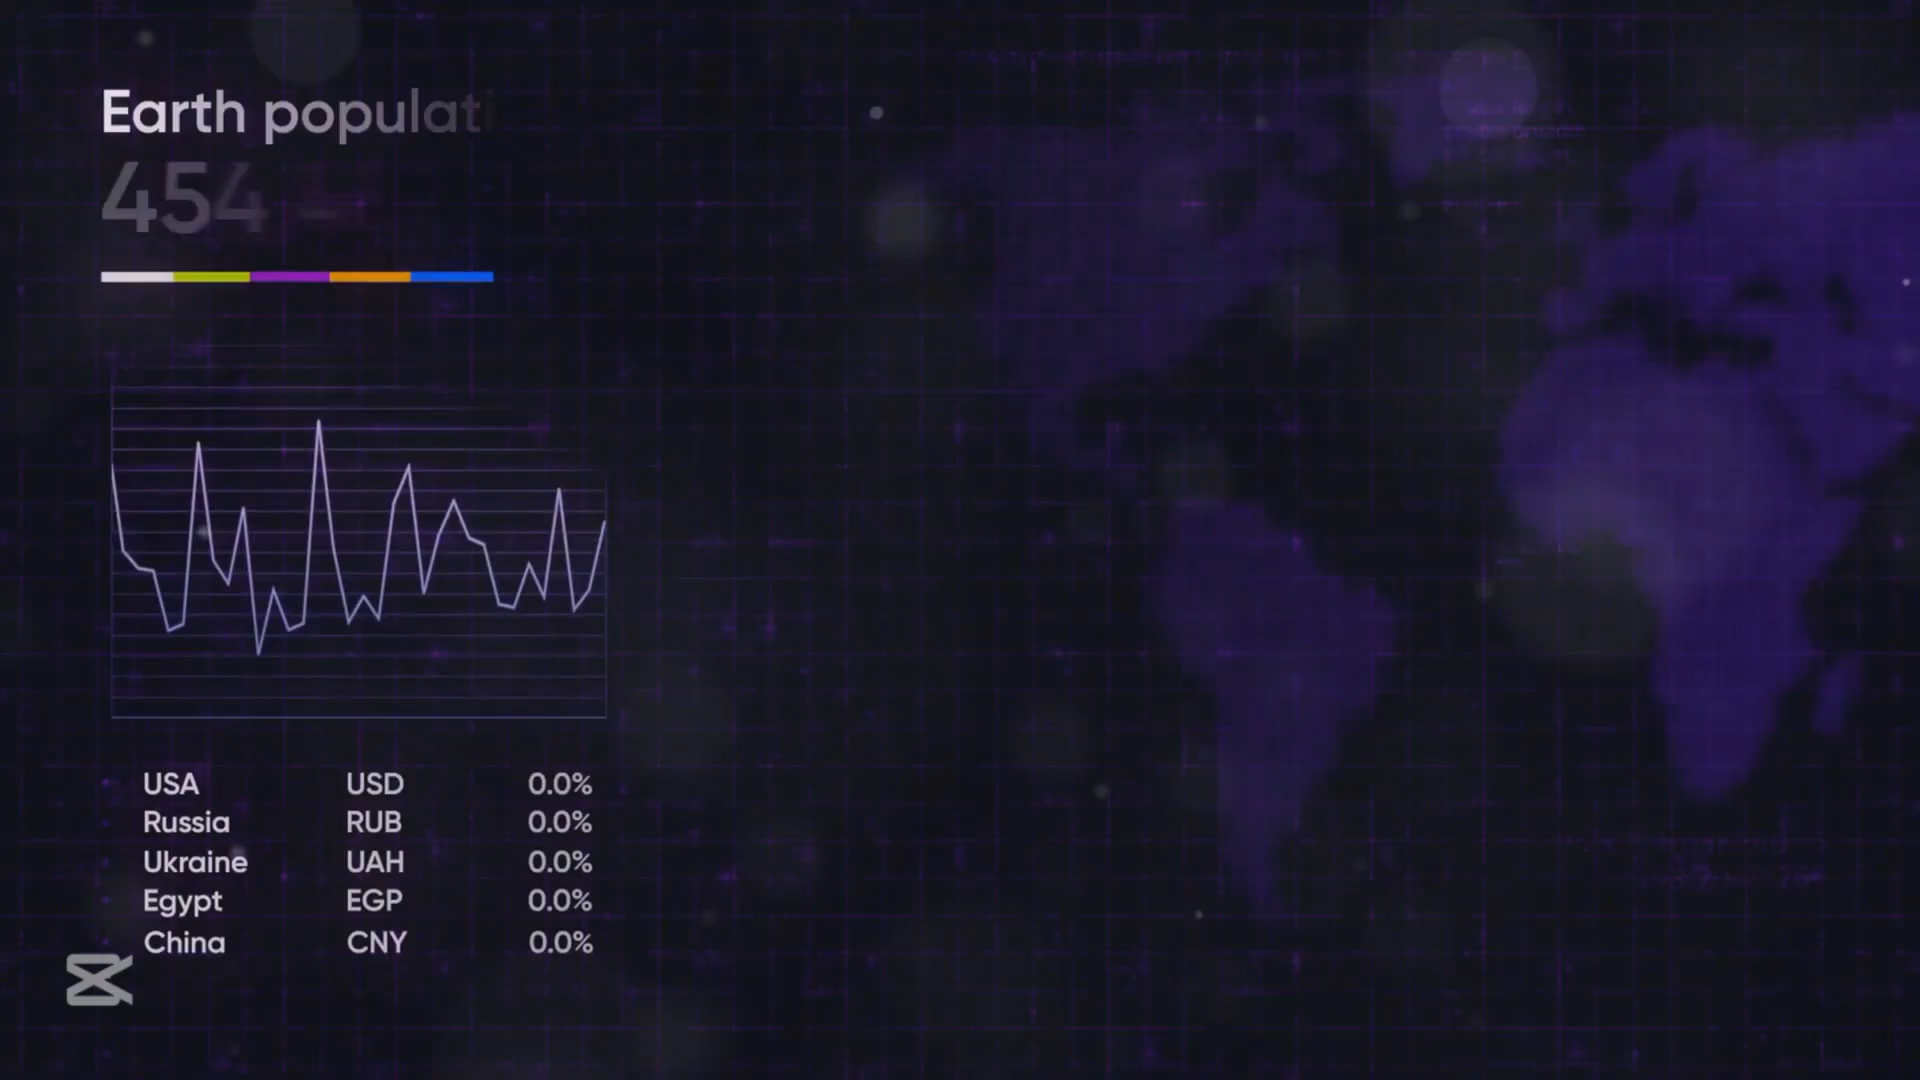 Earth populati
454
USA USD 0.0%
Russia RUB 0.0%
Ukraine UAH 0.0%
Egypt EGP 0.0%
China CNY 0.0%